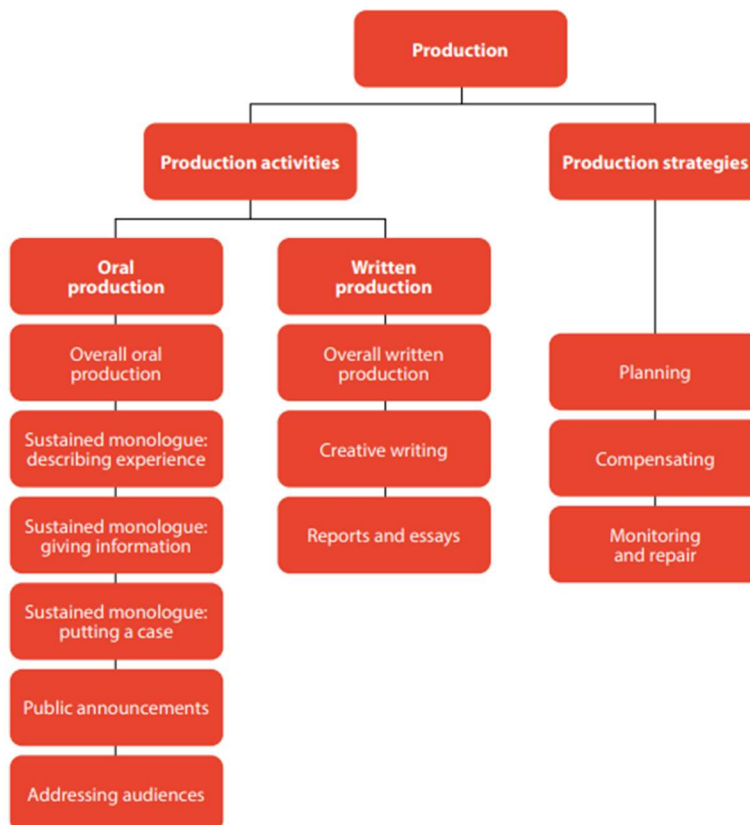 Production
Production activities
Production strategies
Oral
production
Written
production
Overall oral
production
Overall written
production
Planning
Sustained monologue:
describing experience
Creative writing
Compensating
Sustained monologue:
giving information
Reports and essays
Monitoring
and repair
Sustained monologue:
putting a case
Public announcements
Addressing audiences